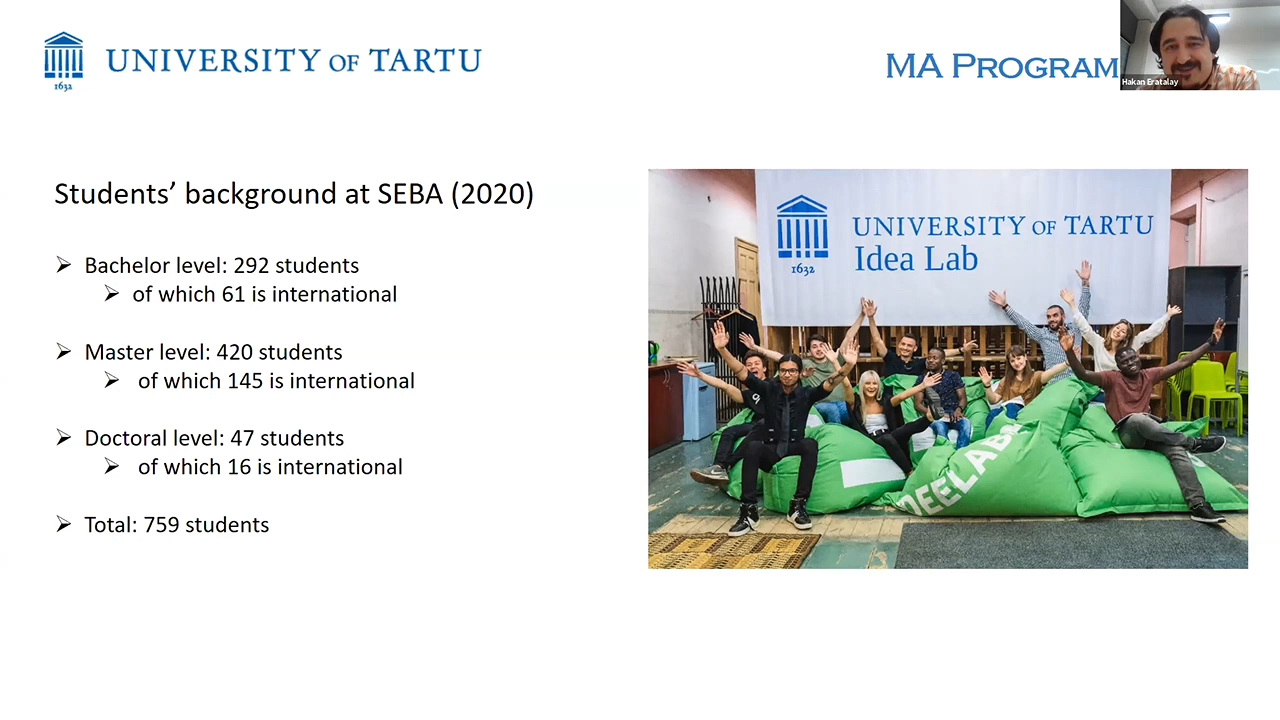 UNIVERSITY OF TARTU
1632
MA PROGRAM
Hakan Eratalay
Students’ background at SEBA (2020)
➢ Bachelor level: 292 students
➢ of which 61 is international
➢ Master level: 420 students
➢ of which 145 is international
➢ Doctoral level: 47 students
➢ of which 16 is international
➢ Total: 759 students
UNIVERSITY OF TARTU
Idea Lab
1632
DEELAB